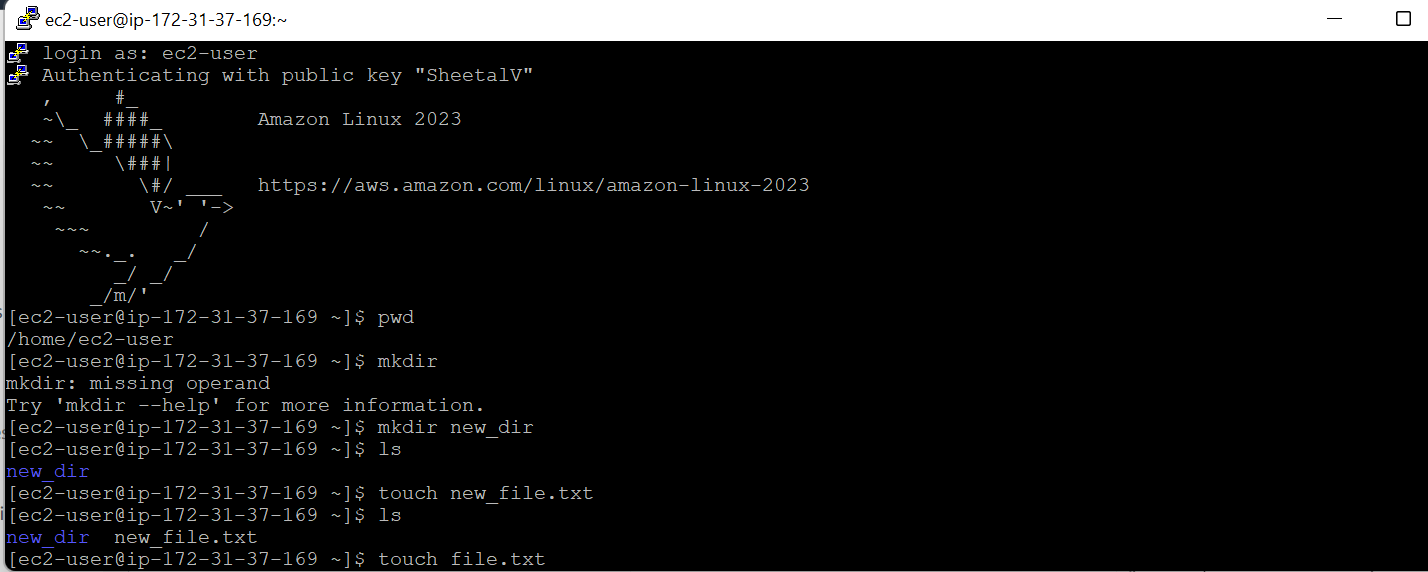 ec2-user@ip-172-31-37-169:~
login as: ec2-user
Authenticating with public key "SheetalV"
   ,     #_
   ~\_  ####_        Amazon Linux 2023
  ~~  \_#####\
  ~~     \###|
  ~~       \#/ ___   https://aws.amazon.com/linux/amazon-linux-2023
   ~~       V~' '->
    ~~~         /
      ~~._.   _/
         _/ _/
       _/m/'
[ec2-user@ip-172-31-37-169 ~]$ pwd
/home/ec2-user
[ec2-user@ip-172-31-37-169 ~]$ mkdir
mkdir: missing operand
Try 'mkdir --help' for more information.
[ec2-user@ip-172-31-37-169 ~]$ mkdir new_dir
[ec2-user@ip-172-31-37-169 ~]$ ls
new_dir
[ec2-user@ip-172-31-37-169 ~]$ touch new_file.txt
[ec2-user@ip-172-31-37-169 ~]$ ls
new_dir  new_file.txt
[ec2-user@ip-172-31-37-169 ~]$ touch file.txt